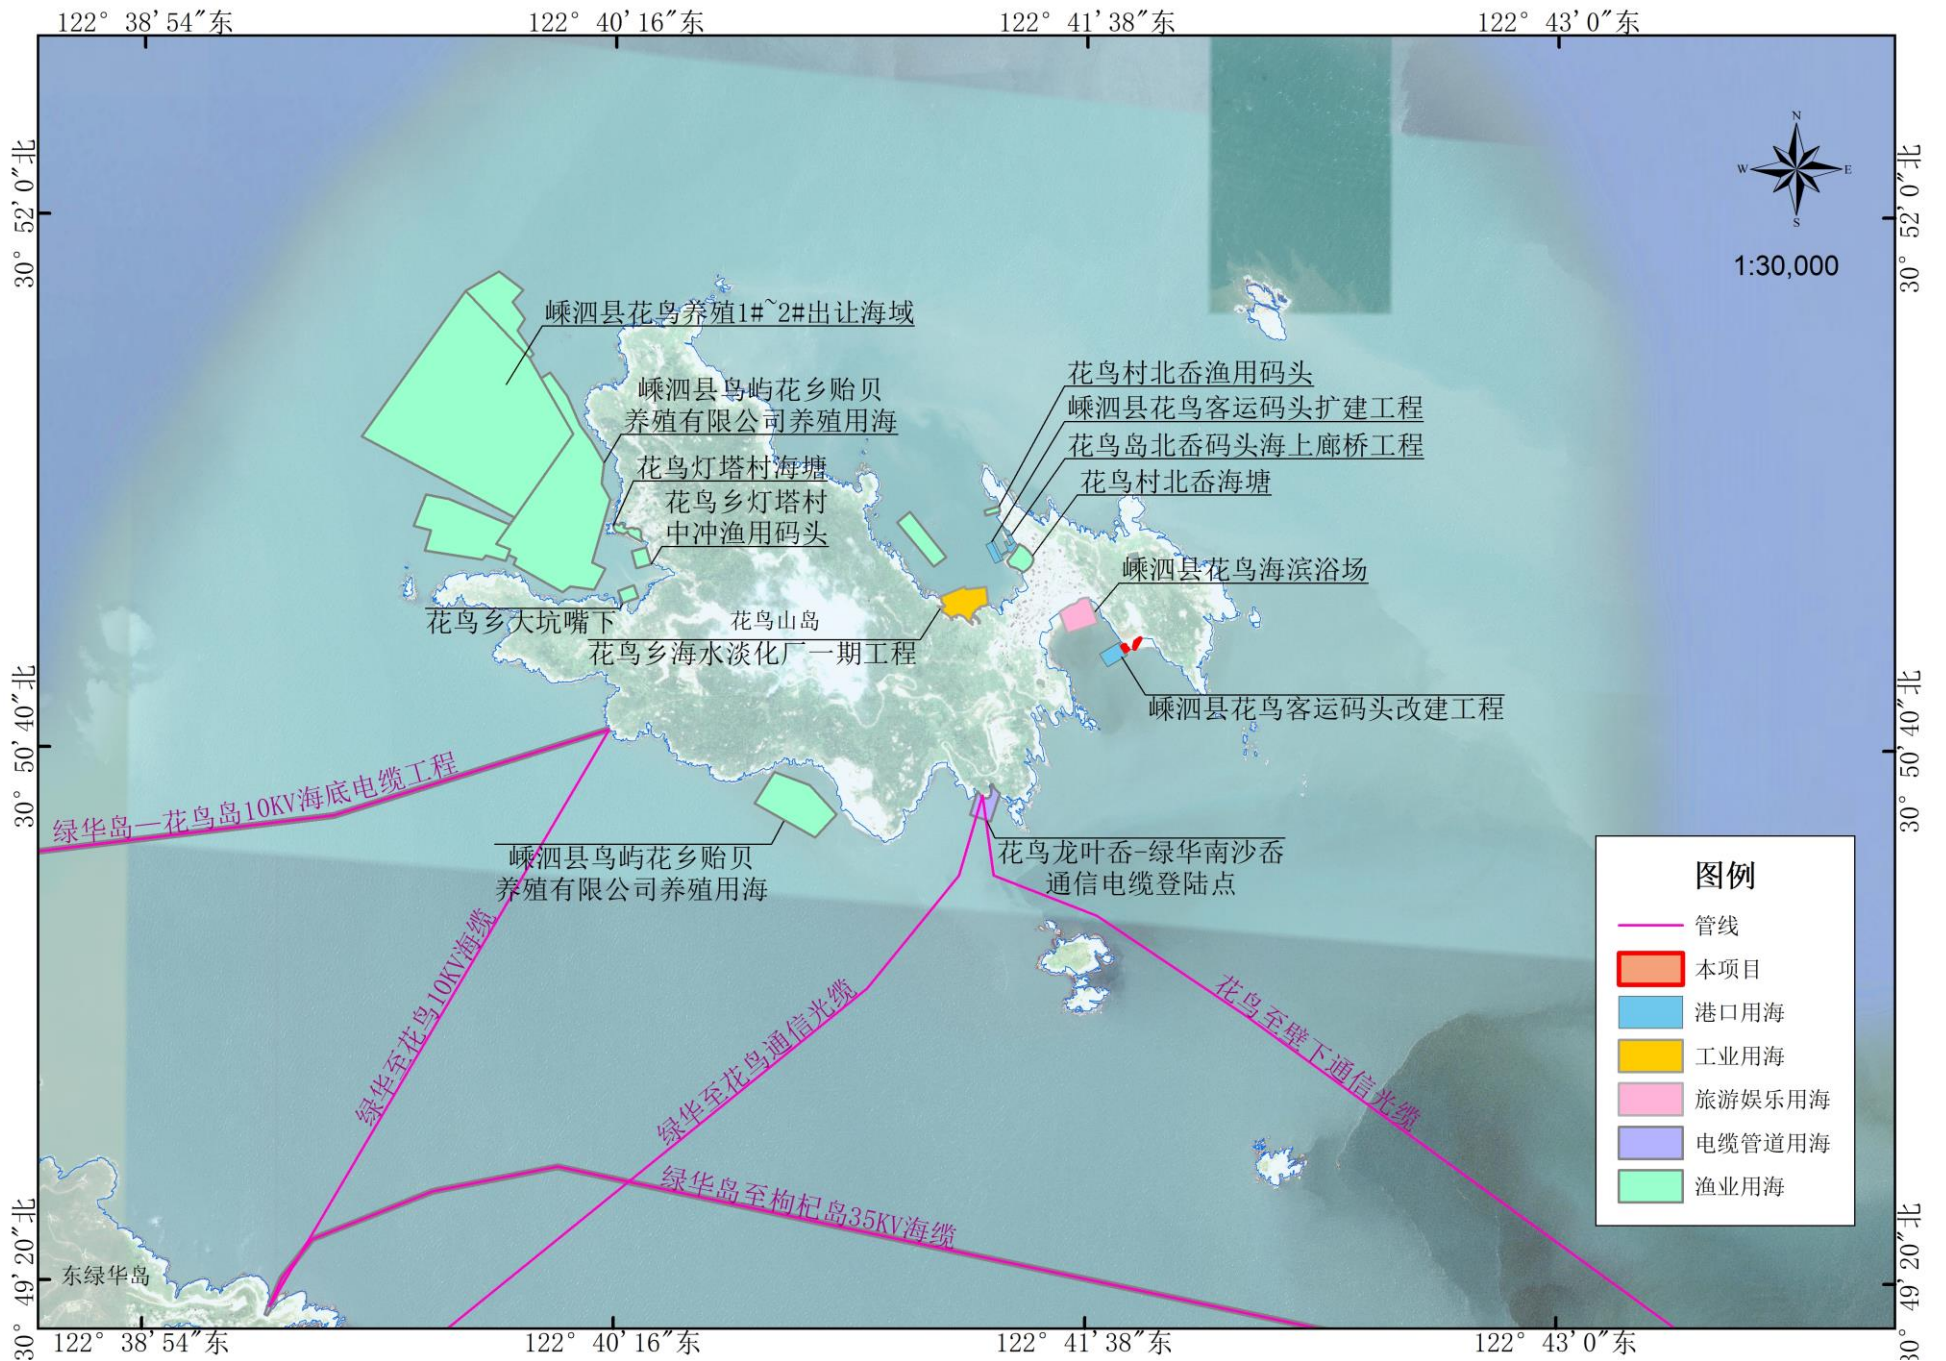 122° 38′54″东
122° 40′16″东
122° 41′38″东
122° 43′0″东
30° 52′0″北
30° 52′0″北
N
W
E
S
1:30,000
嵊泗县花鸟养殖1#~2#出让海域
嵊泗县鸟屿花乡贻贝
养殖有限公司养殖用海
花鸟灯塔村海塘
花鸟乡灯塔村
中冲渔用码头
花鸟村北岙渔用码头
嵊泗县花鸟客运码头扩建工程
花鸟岛北岙码头海上廊桥工程
花鸟村北岙海塘
嵊泗县花鸟海滨浴场
花鸟乡大坑嘴下
花鸟山岛
花鸟乡海水淡化厂一期工程
嵊泗县花鸟客运码头改建工程
30° 50′40″北
30° 50′40″北
绿华岛—花鸟岛10KV海底电缆工程
嵊泗县鸟屿花乡贻贝
养殖有限公司养殖用海
花鸟龙叶岙-绿华南沙岙
通信电缆登陆点
绿华至花鸟10KV海缆
绿华至花鸟通信光缆
花鸟至壁下通信光缆
绿华岛至枸杞岛35KV海缆
东绿华岛
图例
管线
本项目
港口用海
工业用海
旅游娱乐用海
电缆管道用海
渔业用海
30° 49′20″北
30° 49′20″北
122° 38′54″东
122° 40′16″东
122° 41′38″东
122° 43′0″东